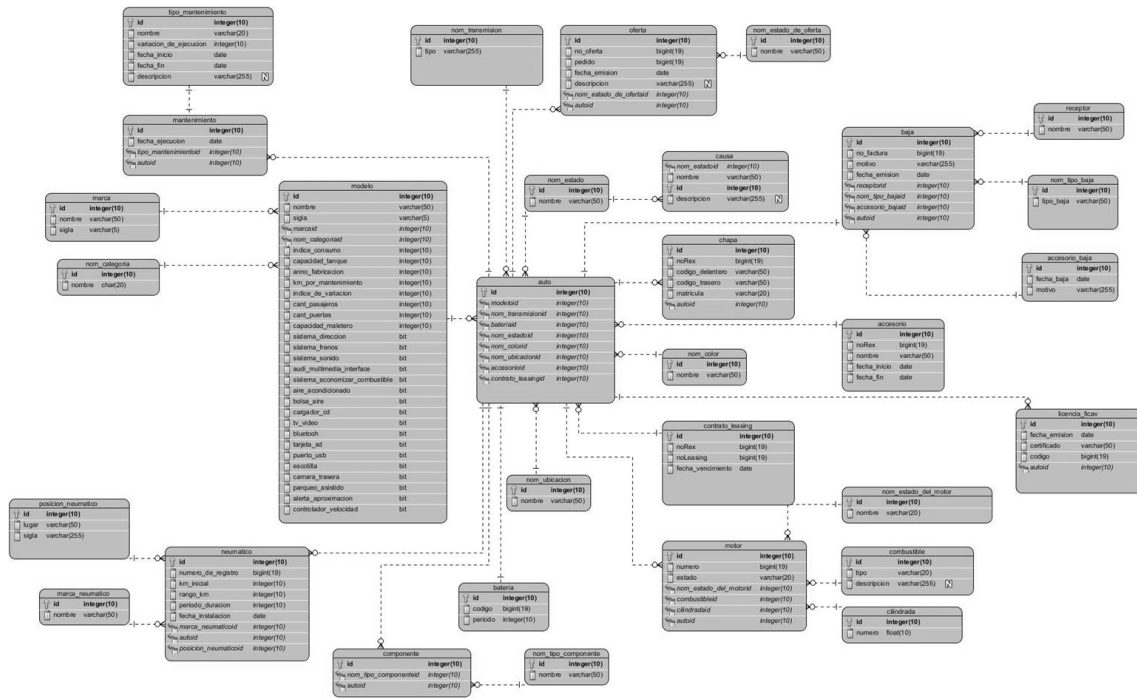 tipo_mantenimiento
id integer(10)
nombre varchar(20)
variacion_de_ejecucion integer(10)
fecha_inicio date
fecha_fin date
descripcion varchar(255) N
nom_transmision
id integer(10)
tipo varchar(255)
oferta
id integer(10)
no_oferta bigint(19)
pedido bigint(19)
fecha_emision date
descripcion varchar(255) N
nom_estado_de_ofertaid integer(10)
autoid integer(10)
nom_estado_de_oferta
id integer(10)
nombre varchar(50)
mantenimiento
id integer(10)
fecha_ejecucion date
tipo_mantenimientoid integer(10)
autoid integer(10)
receptor
id integer(10)
nombre varchar(50)
baja
id integer(10)
no_factura bigint(19)
motivo varchar(255)
fecha_emision date
receptorid integer(10)
nom_tipo_bajaid integer(10)
accesorio_bajaid integer(10)
autoid integer(10)
causa
nom_estadoid integer(10)
nombre varchar(50)
id integer(10)
descripcion varchar(255) N
nom_estado
id integer(10)
nombre varchar(50)
nom_tipo_baja
id integer(10)
tipo_baja varchar(50)
marca
id integer(10)
nombre varchar(50)
sigla varchar(5)
nom_categoria
id integer(10)
nombre char(20)
modelo
id integer(10)
nombre varchar(50)
sigla varchar(5)
marcaid integer(10)
nom_categoriaid integer(10)
indice_consumo integer(10)
capacidad_tanque integer(10)
anno_fabricacion integer(10)
km_por_mantenimiento integer(10)
indice_de_variacion integer(10)
cant_pasajeros integer(10)
cant_puertas integer(10)
capacidad_maletero integer(10)
sistema_direccion bit
sistema_frenos bit
sistema_sonido bit
audi_multimedia_interface bit
sistema_economizar_combustible bit
aire_acondicionado bit
bolsa_aire bit
cargador_cd bit
tv_video bit
bluetooh bit
tarjeta_sd bit
puerto_usb bit
escotilla bit
camara_trasera bit
parqueo_asistido bit
alerta_aproximacion bit
controlador_velocidad bit
chapa
id integer(10)
noRex bigint(19)
codigo_delantero varchar(50)
codigo_trasero varchar(50)
matricula varchar(20)
autoid integer(10)
accesorio_baja
id integer(10)
fecha_baja date
motivo varchar(255)
auto
id integer(10)
modeloid integer(10)
nom_transmisionid integer(10)
bateriaid integer(10)
nom_estadoid integer(10)
nom_colorid integer(10)
nom_ubicacionid integer(10)
accesorioid integer(10)
contrato_leasingid integer(10)
accesorio
id integer(10)
noRex bigint(19)
nombre varchar(50)
fecha_inicio date
fecha_fin date
nom_color
id integer(10)
nombre varchar(50)
licencia_ficav
id integer(10)
fecha_emision date
certificado varchar(50)
codigo bigint(19)
autoid integer(10)
contrato_leasing
id integer(10)
noRex bigint(19)
noLeasing bigint(19)
fecha_vencimiento date
nom_ubicacion
id integer(10)
nombre varchar(50)
nom_estado_del_motor
id integer(10)
nombre varchar(20)
posicion_neumatico
id integer(10)
lugar varchar(50)
sigla varchar(255)
neumatico
id integer(10)
numero_de_registro bigint(19)
km_inicial integer(10)
rango_km integer(10)
periodo_duracion integer(10)
fecha_instalacion date
marca_neumaticoid integer(10)
autoid integer(10)
posicion_neumaticoid integer(10)
motor
id integer(10)
numero bigint(19)
estado varchar(20)
nom_estado_del_motorid integer(10)
combustibleid integer(10)
cilindradaid integer(10)
autoid integer(10)
combustible
id integer(10)
tipo varchar(20)
descripcion varchar(255) N
marca_neumatico
id integer(10)
nombre varchar(50)
bateria
id integer(10)
codigo bigint(19)
periodo integer(10)
cilindrada
id integer(10)
numero float(10)
componente
id integer(10)
nom_tipo_componenteid integer(10)
autoid integer(10)
nom_tipo_componente
id integer(10)
nombre varchar(50)